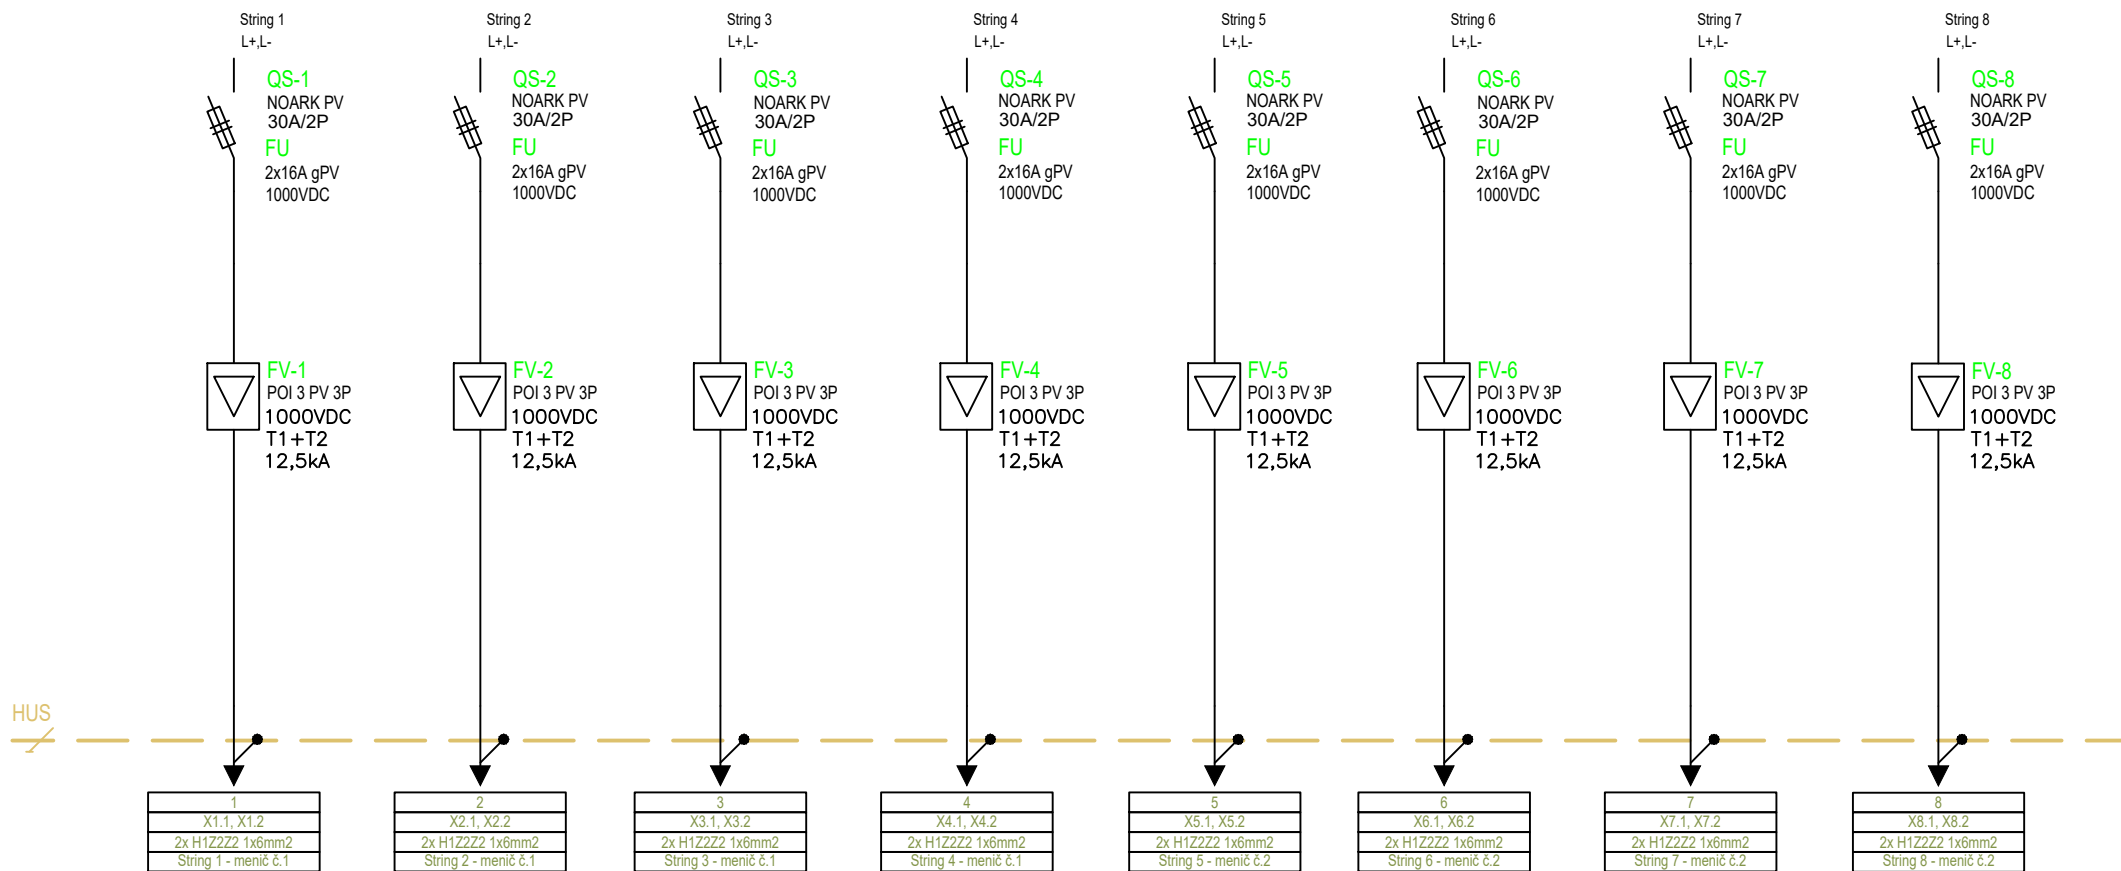 String 1
L+,L-
QS-1
NOARK PV
30A/2P
FU
2x16A gPV
1000VDC
FV-1
POI 3 PV 3P
1000VDC
T1+T2
12,5kA
String 2
L+,L-
QS-2
NOARK PV
30A/2P
FU
2x16A gPV
1000VDC
FV-2
POI 3 PV 3P
1000VDC
T1+T2
12,5kA
String 3
L+,L-
QS-3
NOARK PV
30A/2P
FU
2x16A gPV
1000VDC
FV-3
POI 3 PV 3P
1000VDC
T1+T2
12,5kA
String 4
L+,L-
QS-4
NOARK PV
30A/2P
FU
2x16A gPV
1000VDC
FV-4
POI 3 PV 3P
1000VDC
T1+T2
12,5kA
String 5
L+,L-
QS-5
NOARK PV
30A/2P
FU
2x16A gPV
1000VDC
FV-5
POI 3 PV 3P
1000VDC
T1+T2
12,5kA
String 6
L+,L-
QS-6
NOARK PV
30A/2P
FU
2x16A gPV
1000VDC
FV-6
POI 3 PV 3P
1000VDC
T1+T2
12,5kA
String 7
L+,L-
QS-7
NOARK PV
30A/2P
FU
2x16A gPV
1000VDC
FV-7
POI 3 PV 3P
1000VDC
T1+T2
12,5kA
String 8
L+,L-
QS-8
NOARK PV
30A/2P
FU
2x16A gPV
1000VDC
FV-8
POI 3 PV 3P
1000VDC
T1+T2
12,5kA
HUS
1
X1.1, X1.2
2x H1Z2Z2 1x6mm2
String 1 - menič č.1
2
X2.1, X2.2
2x H1Z2Z2 1x6mm2
String 2 - menič č.1
3
X3.1, X3.2
2x H1Z2Z2 1x6mm2
String 3 - menič č.1
4
X4.1, X4.2
2x H1Z2Z2 1x6mm2
String 4 - menič č.1
5
X5.1, X5.2
2x H1Z2Z2 1x6mm2
String 5 - menič č.2
6
X6.1, X6.2
2x H1Z2Z2 1x6mm2
String 6 - menič č.2
7
X7.1, X7.2
2x H1Z2Z2 1x6mm2
String 7 - menič č.2
8
X8.1, X8.2
2x H1Z2Z2 1x6mm2
String 8 - menič č.2